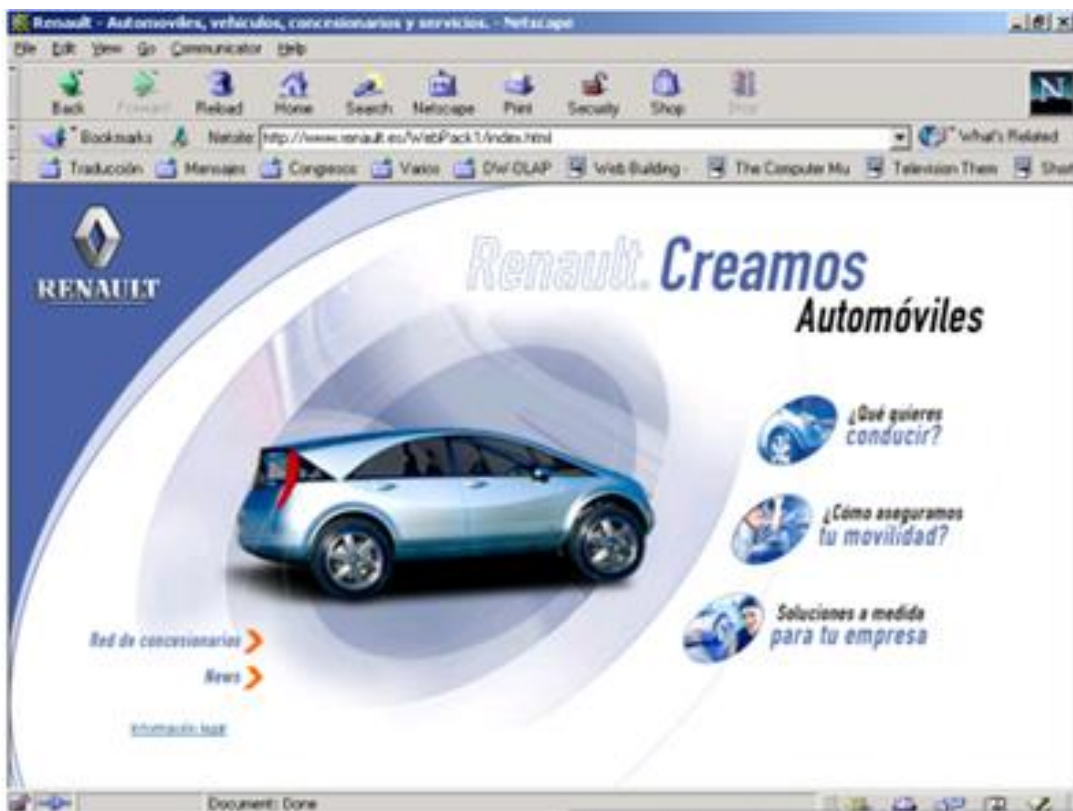 Renault - Automoviles, vehiculos, concesionarios y servicios. - Netscape
File Edit View Go Communicator Help
Back Forward Reload Home Search Netscape Print Security Shop Stop
N
Bookmarks Netsite: http://www.renault.es/WebPack1/index.html What's Related
Traducción Mensajes Congresos Varios DW-OLAP Web Building - The Computer Mu Television Them Short
RENAULT
Renault. Creamos
Automóviles
¿Qué quieres
conducir?
¿Cómo aseguramos
tu movilidad?
Soluciones a medida
para tu empresa
Red de concesionarios
News
Información legal
Document: Done